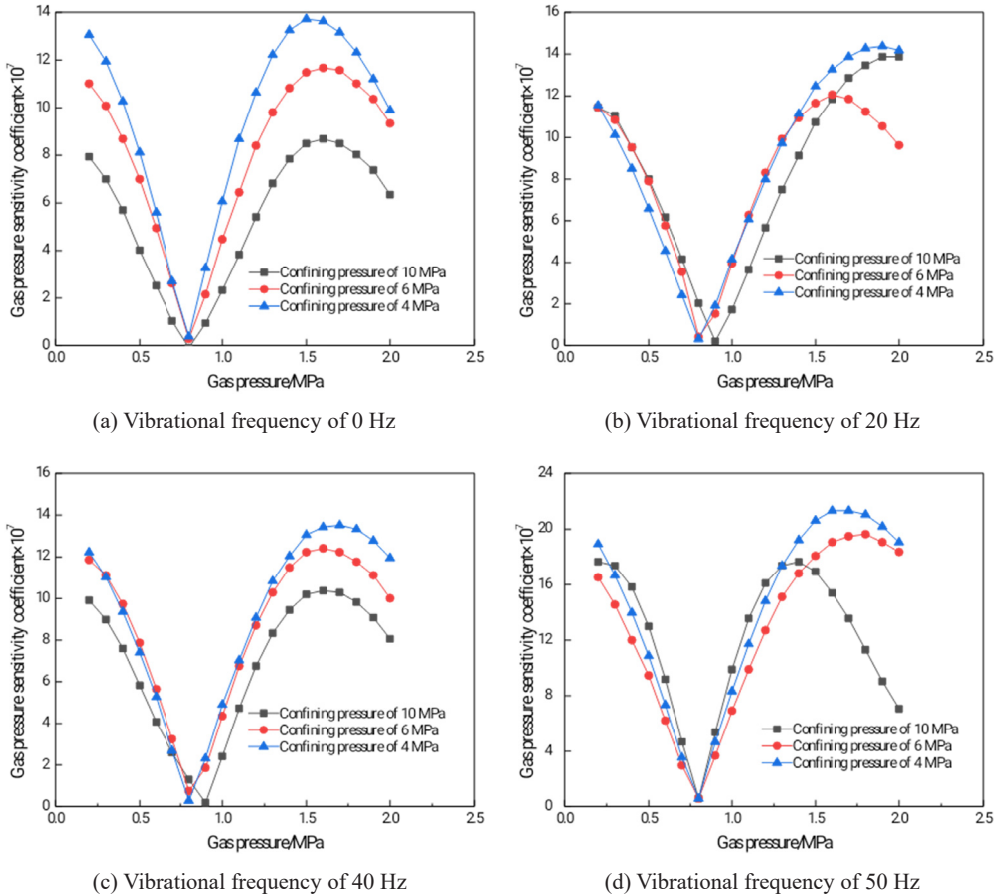 14
12
10
8
6
4
2
0
0.0 0.5 1.0 1.5 2.0 2.5
Gas pressure sensitivity coefficient×10⁷
Gas pressure/MPa
Confining pressure of 10 MPa
Confining pressure of 6 MPa
Confining pressure of 4 MPa
(a) Vibrational frequency of 0 Hz
16
14
12
10
8
6
4
2
0
0.0 0.5 1.0 1.5 2.0 2.5
Gas pressure sensitivity coefficient×10⁷
Gas pressure/MPa
Confining pressure of 10 MPa
Confining pressure of 6 MPa
Confining pressure of 4 MPa
(b) Vibrational frequency of 20 Hz
16
14
12
10
8
6
4
2
0
0.0 0.5 1.0 1.5 2.0 2.5
Gas pressure sensitivity coefficient×10⁷
Gas pressure/MPa
Confining pressure of 10 MPa
Confining pressure of 6 MPa
Confining pressure of 4 MPa
(c) Vibrational frequency of 40 Hz
24
20
16
12
8
4
0
0.0 0.5 1.0 1.5 2.0 2.5
Gas pressure sensitivity coefficient×10⁷
Gas pressure/MPa
Confining pressure of 10 MPa
Confining pressure of 6 MPa
Confining pressure of 4 MPa
(d) Vibrational frequency of 50 Hz